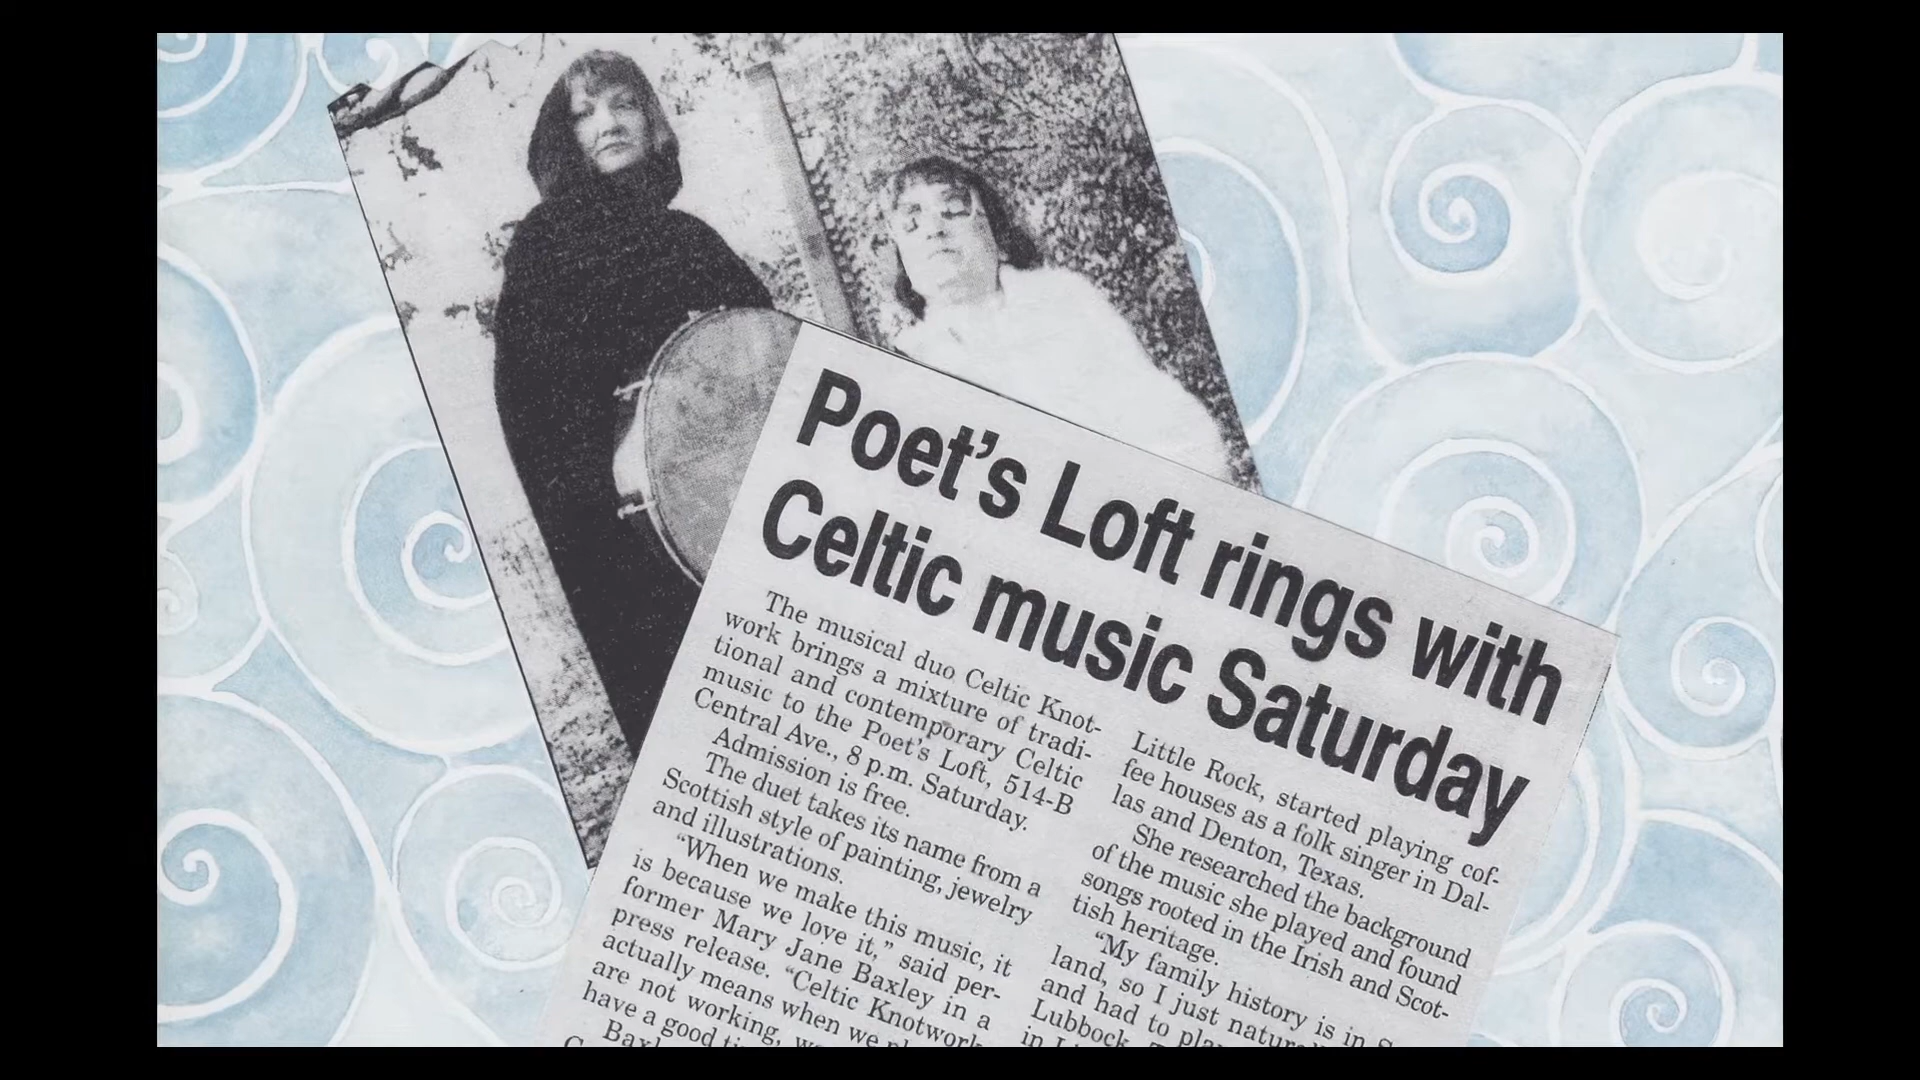 Poet's Loft rings with
Celtic music Saturday
The musical duo Celtic Knot-
work brings a mixture of tradi-
tional and contemporary Celtic
music to the Poet's Loft, 514-B
Central Ave., 8 p.m. Saturday.
Admission is free.
The duet takes its name from a
Scottish style of painting, jewelry
and illustrations.
“When we make this music, it
is because we love it,” said per-
former Mary Jane Baxley in a
press release. “Celtic Knotwork
actually means when we
are not working,
have a good
Little Rock, started playing cof-
fee houses as a folk singer in Dal-
las and Denton, Texas.
She researched the background
of the music she played and found
songs rooted in the Irish and Scot-
tish heritage.
“My family history is in
land, so I just
and had to
Lubbock,
in